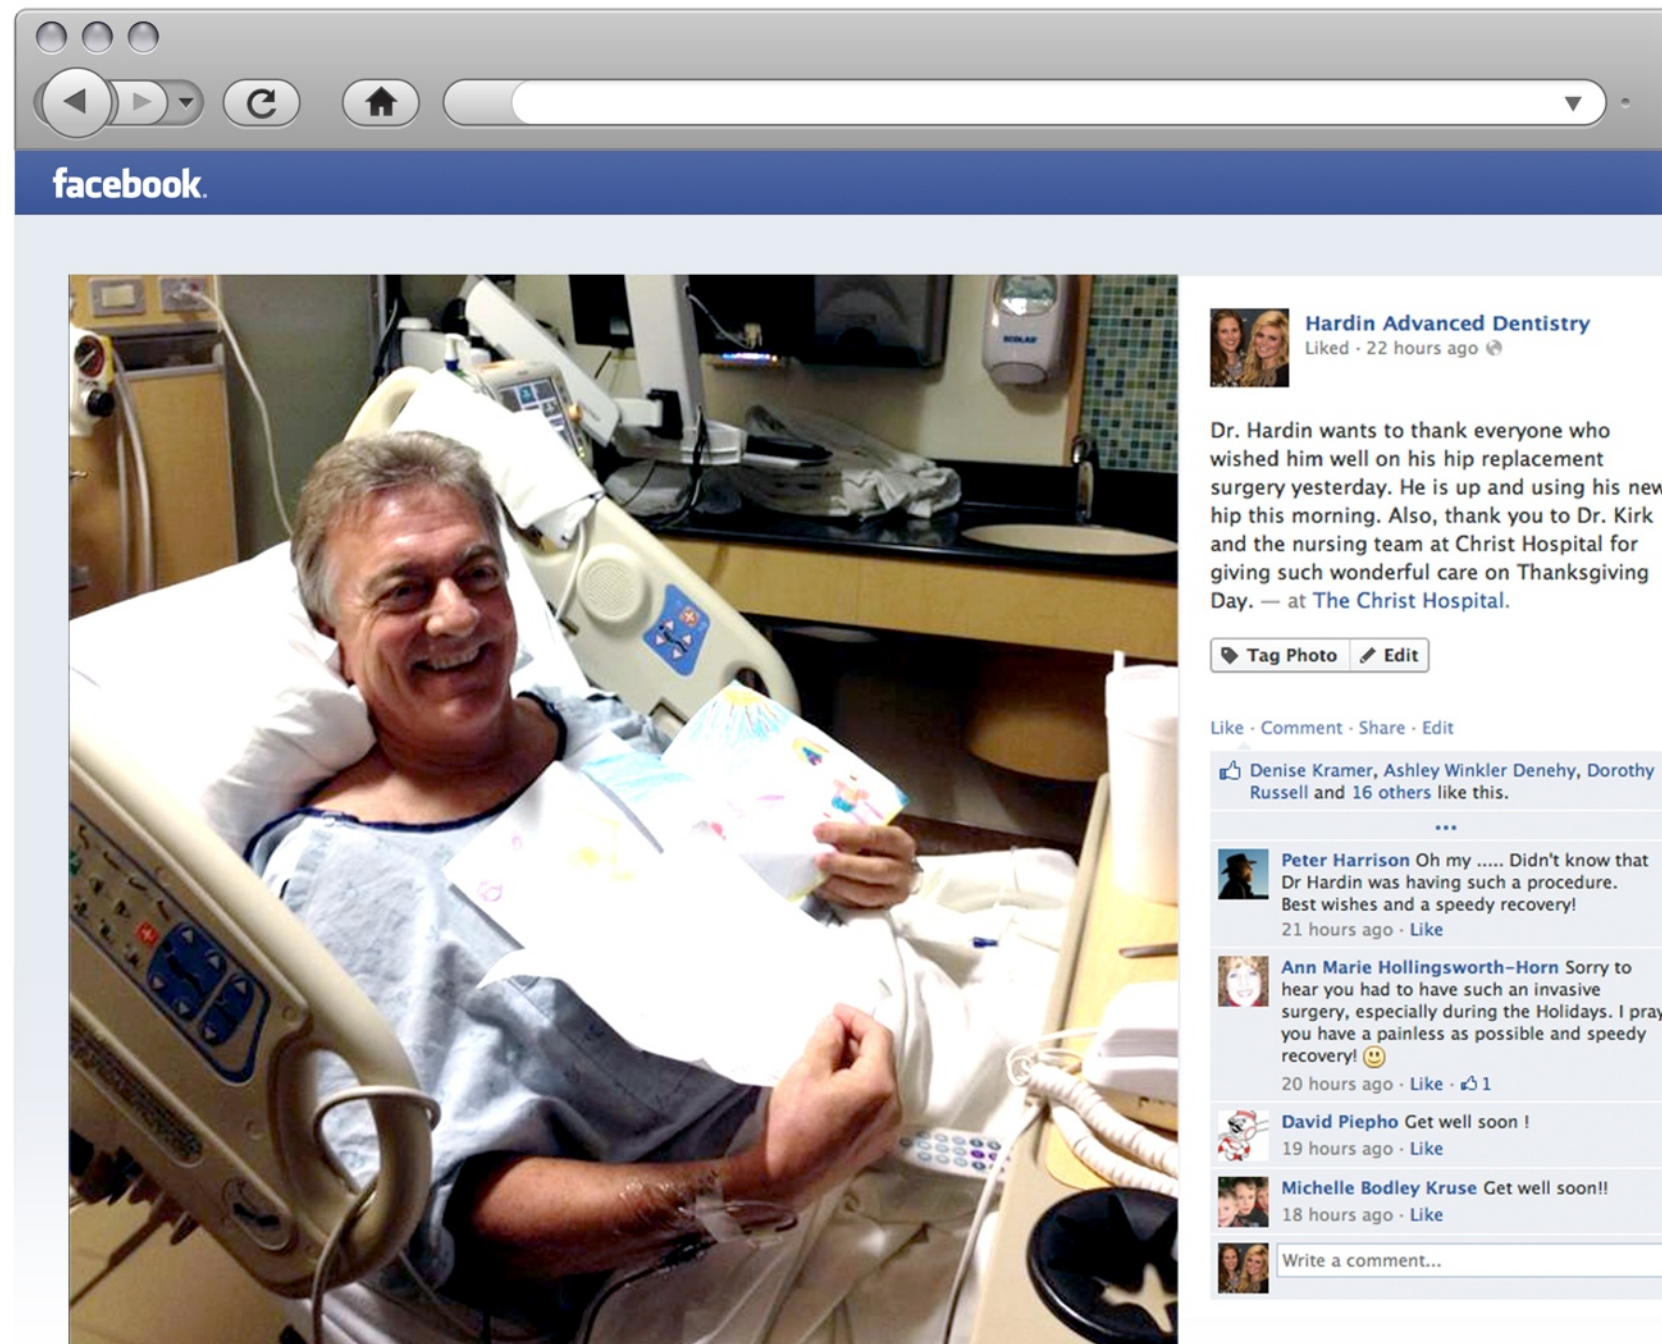 facebook.
ECOLAB
Hardin Advanced Dentistry
Liked · 22 hours ago
Dr. Hardin wants to thank everyone who
wished him well on his hip replacement
surgery yesterday. He is up and using his new
hip this morning. Also, thank you to Dr. Kirk
and the nursing team at Christ Hospital for
giving such wonderful care on Thanksgiving
Day. — at The Christ Hospital.
Tag Photo Edit
Like · Comment · Share · Edit
Denise Kramer, Ashley Winkler Denehy, Dorothy
Russell and 16 others like this.
...
Peter Harrison Oh my ..... Didn't know that
Dr Hardin was having such a procedure.
Best wishes and a speedy recovery!
21 hours ago · Like
Ann Marie Hollingsworth-Horn Sorry to
hear you had to have such an invasive
surgery, especially during the Holidays. I pray
you have a painless as possible and speedy
recovery!
20 hours ago · Like · 1
David Piepho Get well soon !
19 hours ago · Like
Michelle Bodley Kruse Get well soon!!
18 hours ago · Like
Write a comment...